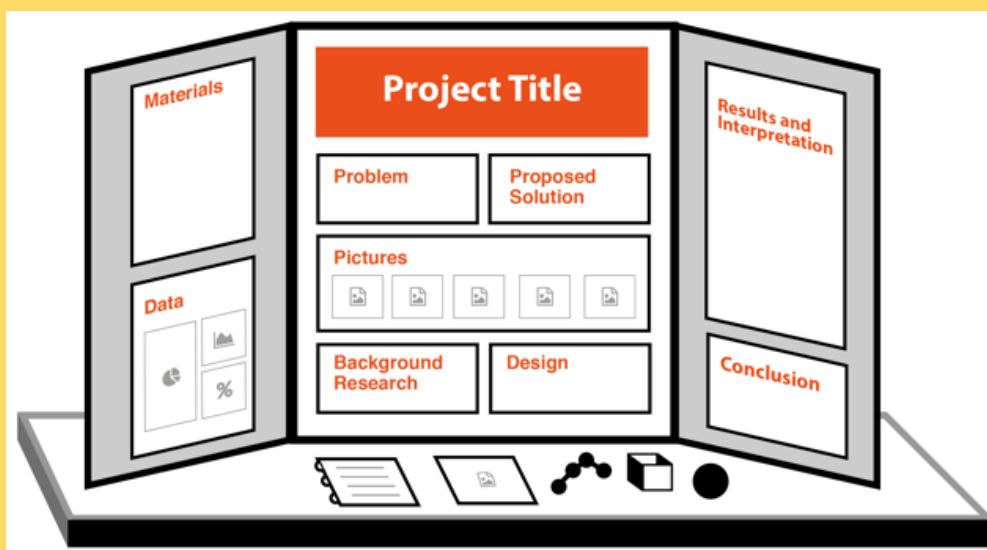 Materials
Data
%
Project Title
Problem
Proposed
Solution
Pictures
Background
Research
Design
Results and
Interpretation
Conclusion